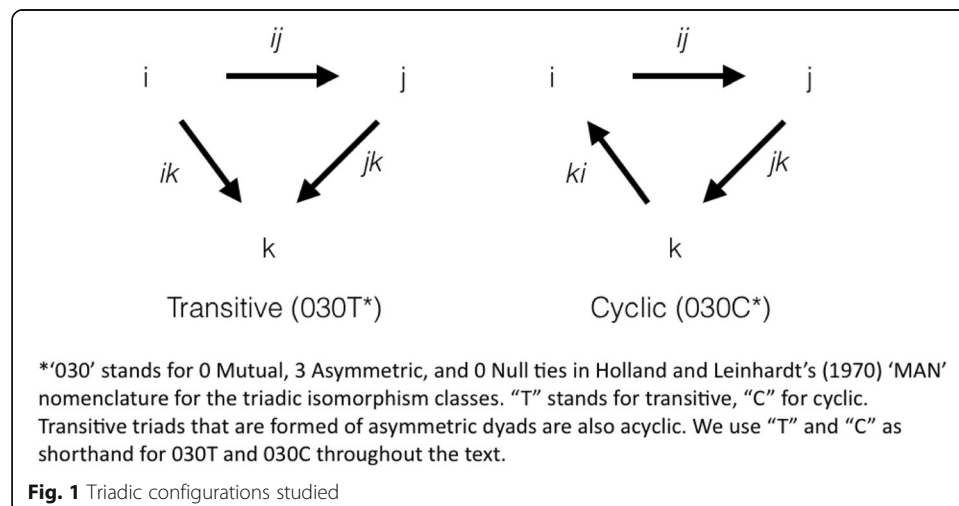 ij ij
i j i j
ik jk ki jk
k k
Transitive (030T*) Cyclic (030C*)
*‘030’ stands for 0 Mutual, 3 Asymmetric, and 0 Null ties in Holland and Leinhardt’s (1970) ‘MAN’
nomenclature for the triadic isomorphism classes. “T” stands for transitive, “C” for cyclic.
Transitive triads that are formed of asymmetric dyads are also acyclic. We use “T” and “C” as
shorthand for 030T and 030C throughout the text.
Fig. 1 Triadic configurations studied